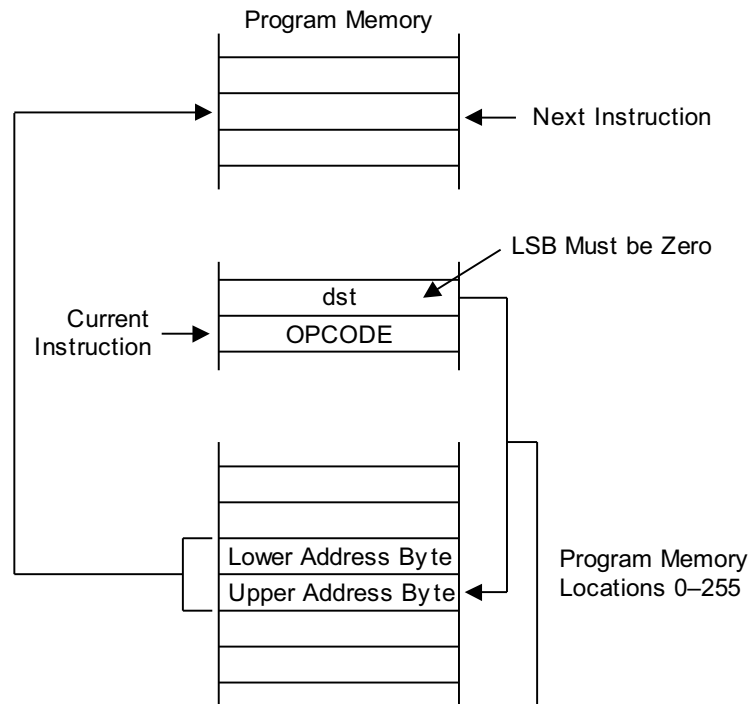 Program Memory
Next Instruction
LSB Must be Zero
dst
Current
Instruction
OPCODE
Lower Address Byte
Upper Address Byte
Program Memory
Locations 0–255